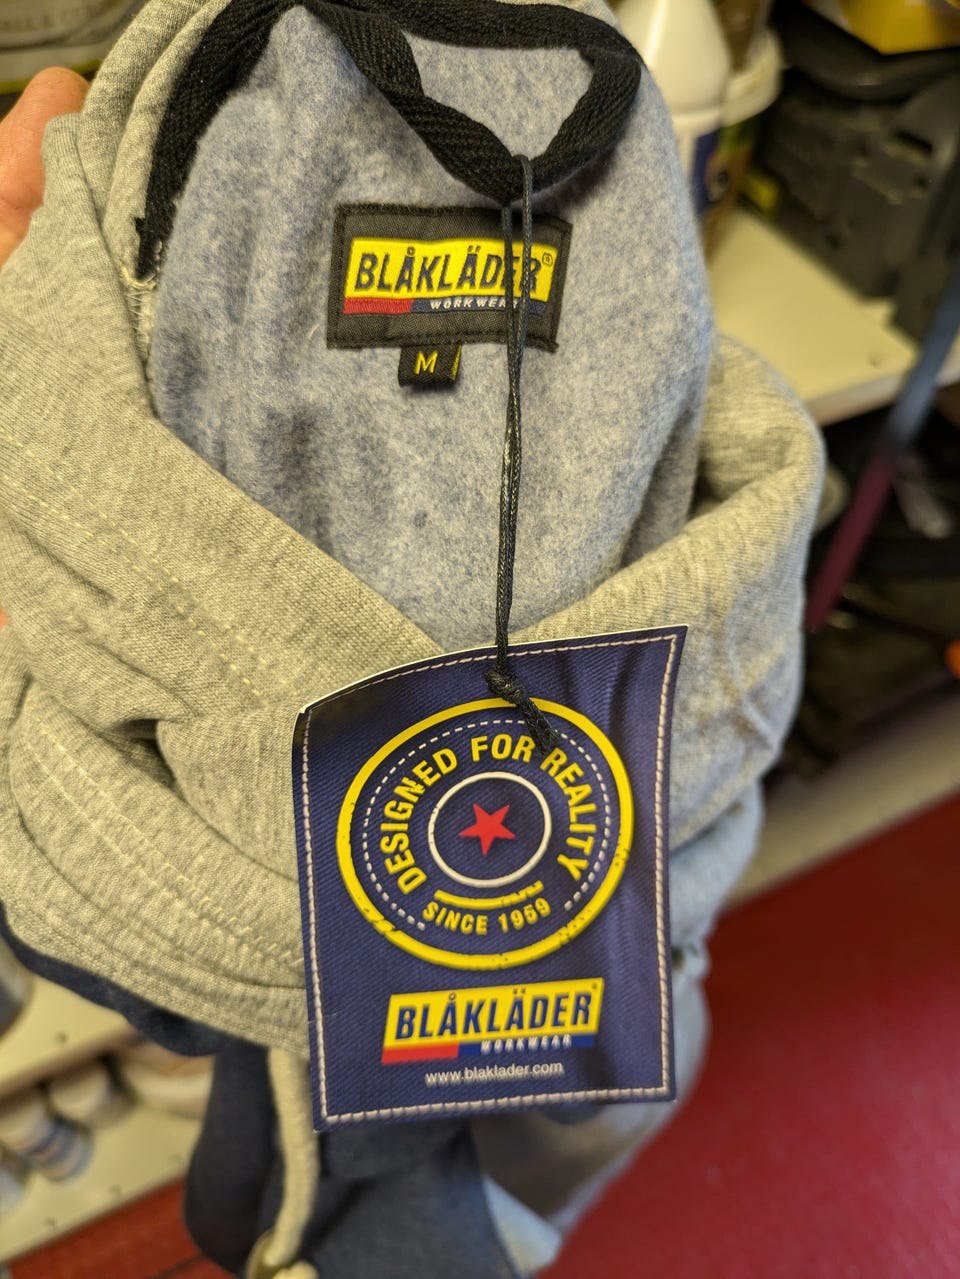 BLÅKLÄDER®
WORKWEAR
M
DESIGNED FOR REALITY
SINCE 1959
BLÅKLÄDER®
WORKWEAR
www.blaklader.com